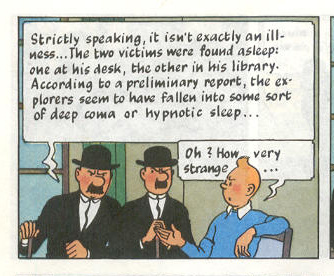 Strictly speaking, it isn't exactly an ill-
ness... The two victims were found asleep:
one at his desk, the other in his library.
According to a preliminary report, the ex-
plorers seem to have fallen into some sort
of deep coma or hypnotic sleep...
Oh? How very
strange ...